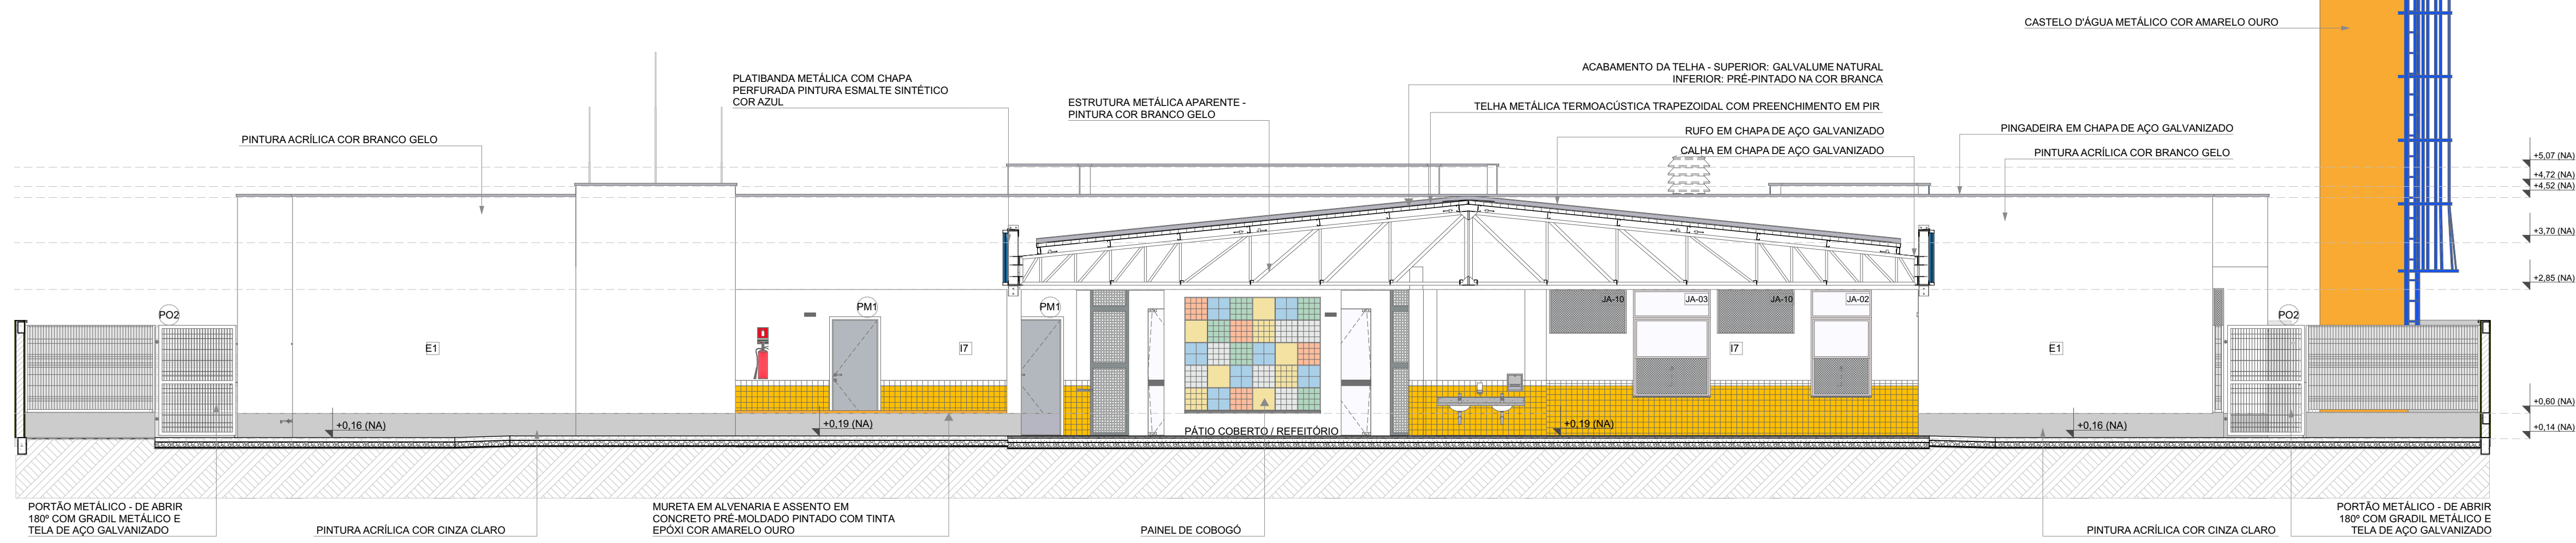 CASTELO D'ÁGUA METÁLICO COR AMARELO OURO
ACABAMENTO DA TELHA - SUPERIOR: GALVALUME NATURAL
INFERIOR: PRÉ-PINTADO NA COR BRANCA
PLATIBANDA METÁLICA COM CHAPA
PERFURADA PINTURA ESMALTE SINTÉTICO
COR AZUL
ESTRUTURA METÁLICA APARENTE -
PINTURA COR BRANCO GELO
TELHA METÁLICA TERMOACÚSTICA TRAPEZOIDAL COM PREENCHIMENTO EM PIR
RUFO EM CHAPA DE AÇO GALVANIZADO
CALHA EM CHAPA DE AÇO GALVANIZADO
PINGADEIRA EM CHAPA DE AÇO GALVANIZADO
PINTURA ACRÍLICA COR BRANCO GELO
PINTURA ACRÍLICA COR BRANCO GELO
+5,07 (NA)
+4,72 (NA)
+4,52 (NA)
+3,70 (NA)
+2,85 (NA)
+0,60 (NA)
+0,14 (NA)
PO2
E1
PM1
I7
PM1
JA-10
JA-03
JA-10
JA-02
I7
E1
PO2
+0,16 (NA)
+0,19 (NA)
PÁTIO COBERTO / REFEITÓRIO
+0,19 (NA)
+0,16 (NA)
PORTÃO METÁLICO - DE ABRIR
180º COM GRADIL METÁLICO E
TELA DE AÇO GALVANIZADO
PINTURA ACRÍLICA COR CINZA CLARO
MURETA EM ALVENARIA E ASSENTO EM
CONCRETO PRÉ-MOLDADO PINTADO COM TINTA
EPÓXI COR AMARELO OURO
PAINEL DE COBOGÓ
PINTURA ACRÍLICA COR CINZA CLARO
PORTÃO METÁLICO - DE ABRIR
180º COM GRADIL METÁLICO E
TELA DE AÇO GALVANIZADO